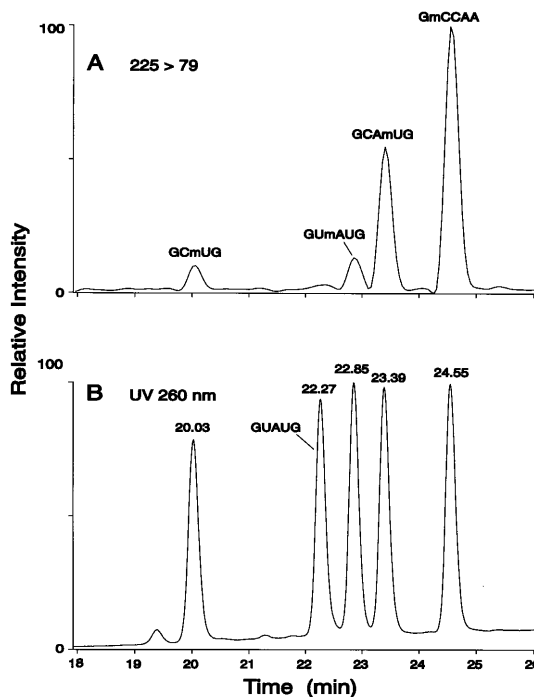 GmCCAA
100
A 225 > 79
GCAmUG
GUmAUG
GCmUG
0
Relative Intensity
100
B UV 260 nm
20.03
22.27
22.85
23.39
24.55
GUAUG
0
18 19 20 21 22 23 24 25 26
Time (min)